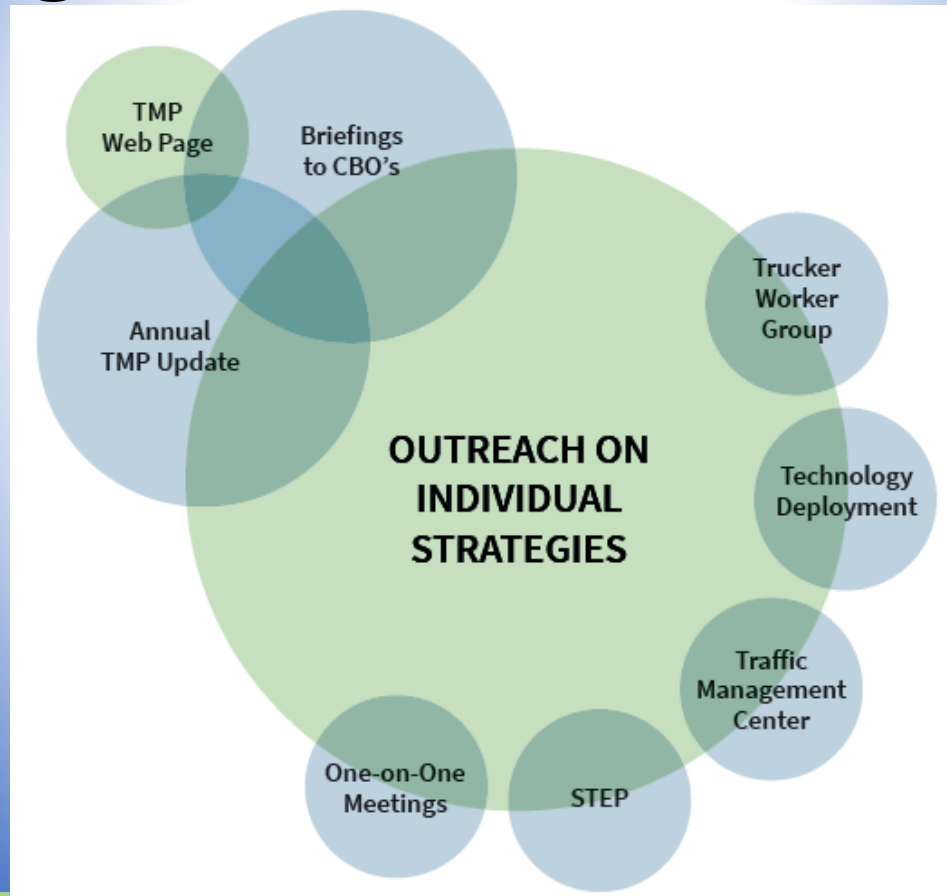 TMP
Web Page
Briefings
to CBO's
Annual
TMP Update
Trucker
Worker
Group
OUTREACH ON
INDIVIDUAL
STRATEGIES
Technology
Deployment
Traffic
Management
Center
One-on-One
Meetings
STEP